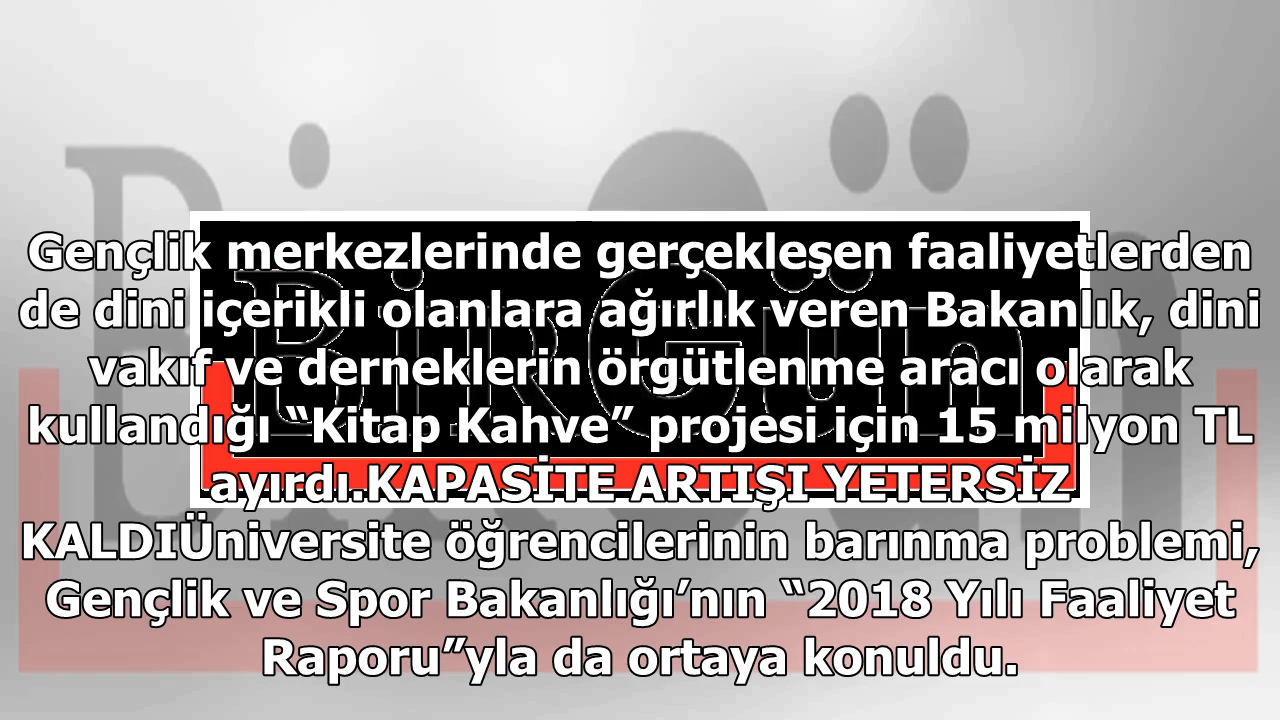 BirGün
Gençlik merkezlerinde gerçekleşen faaliyetlerden
de dini içerikli olanlara ağırlık veren Bakanlık, dini
vakıf ve derneklerin örgütlenme aracı olarak
kullandığı “Kitap Kahve” projesi için 15 milyon TL
ayırdı.KAPASİTE ARTIŞI YETERSİZ
KALDIÜniversite öğrencilerinin barınma problemi,
Gençlik ve Spor Bakanlığı’nın “2018 Yılı Faaliyet
Raporu”yla da ortaya konuldu.